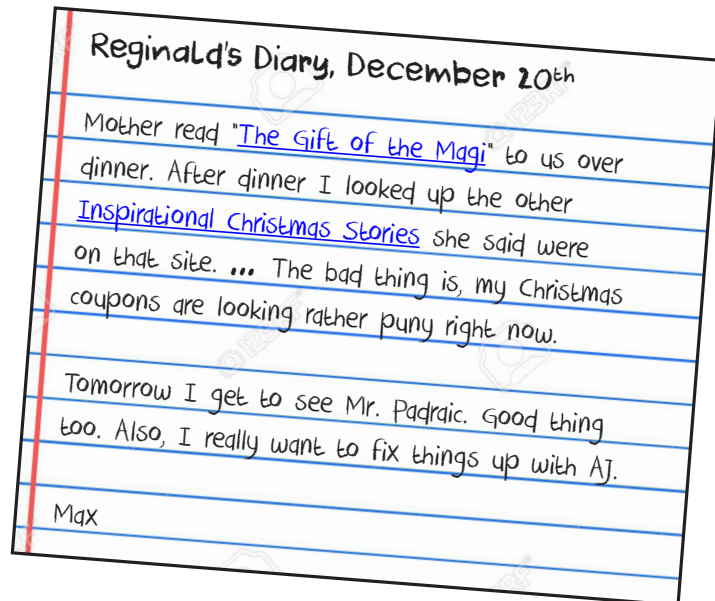 Reginald's Diary, December 20th
Mother read "The Gift of the Magi" to us over
dinner. After dinner I looked up the other
Inspirational Christmas Stories she said were
on that site. ... The bad thing is, my Christmas
coupons are looking rather puny right now.
Tomorrow I get to see Mr. Padraic. Good thing
too. Also, I really want to fix things up with AJ.
Max